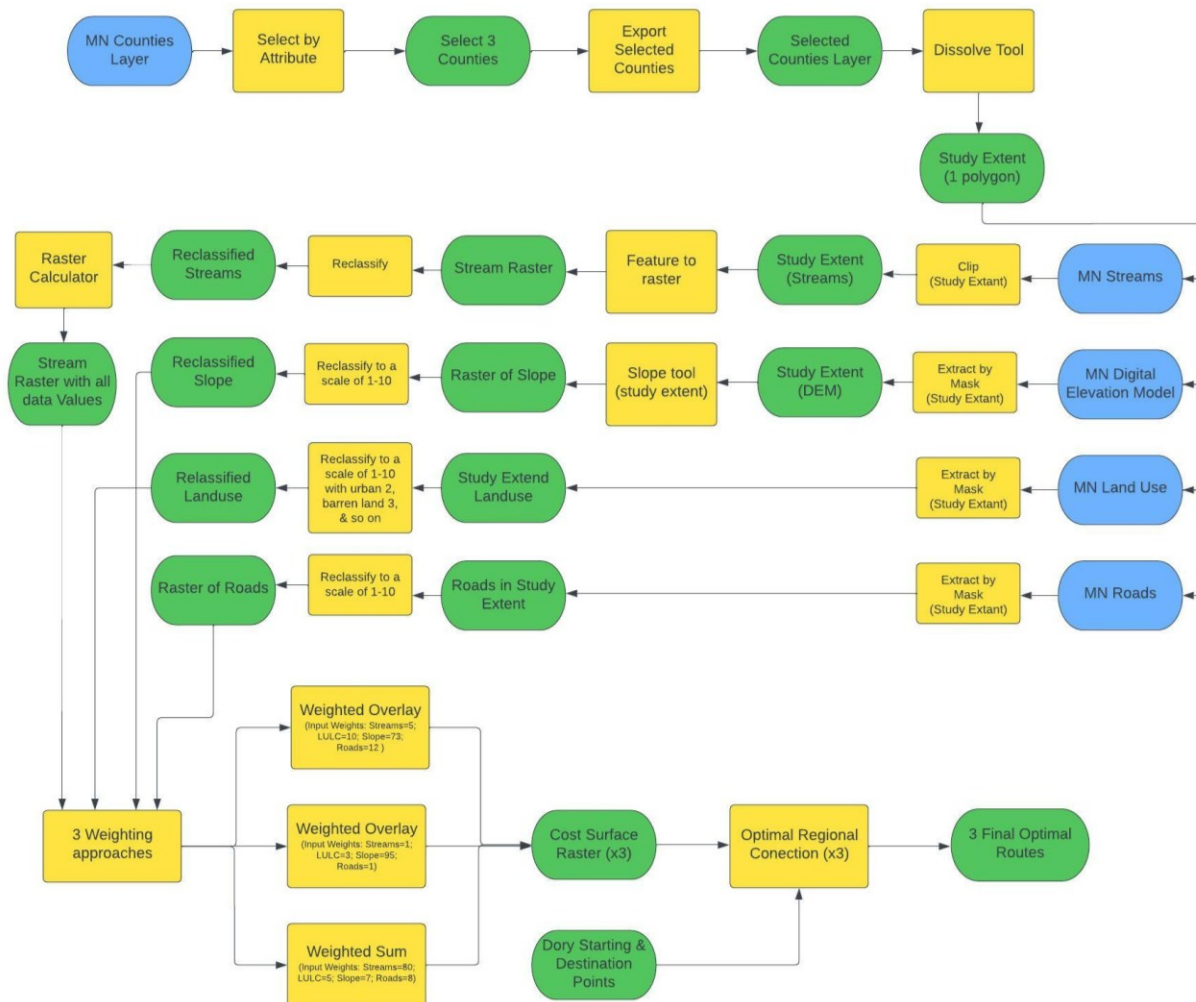 MN Counties
Layer
Select by
Attribute
Select 3
Counties
Export
Selected
Counties
Selected
Counties Layer
Dissolve Tool
Study Extent
(1 polygon)
Raster
Calculator
Reclassified
Streams
Reclassify
Stream Raster
Feature to
raster
Study Extent
(Streams)
Clip
(Study Extant)
MN Streams
Stream
Raster with all
data Values
Reclassified
Slope
Reclassify to a
scale of 1-10
Raster of Slope
Slope tool
(study extent)
Study Extent
(DEM)
Extract by
Mask
(Study Extant)
MN Digital
Elevation Model
Relassified
Landuse
Reclassify to a
scale of 1-10
with urban 2,
barren land 3,
& so on
Study Extend
Landuse
Extract by
Mask
(Study Extant)
MN Land Use
Raster of Roads
Reclassify to a
scale of 1-10
Roads in Study
Extent
Extract by
Mask
(Study Extant)
MN Roads
Weighted Overlay
(Input Weights: Streams=5;
LULC=10; Slope=73;
Roads=12 )
3 Weighting
approaches
Weighted Overlay
(Input Weights: Streams=1;
LULC=3; Slope=95;
Roads=1)
Cost Surface
Raster (x3)
Optimal Regional
Conection (x3)
3 Final Optimal
Routes
Weighted Sum
(Input Weights: Streams=80;
LULC=5; Slope=7; Roads=8)
Dory Starting &
Destination
Points